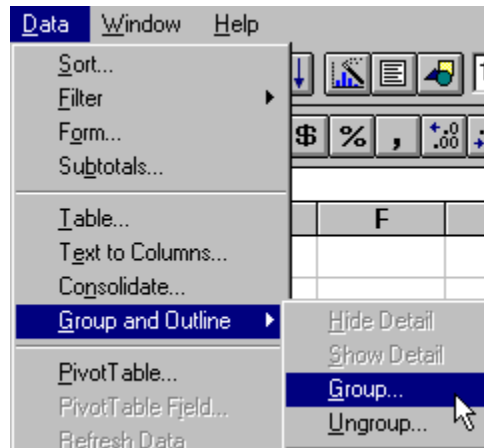 Data Window Help
Sort...
Filter
Form...
$ % , .00
Subtotals...
Table...
F
Text to Columns...
Consolidate...
Group and Outline
Hide Detail
Show Detail
PivotTable...
Group...
PivotTable Field...
Ungroup...
Refresh Data